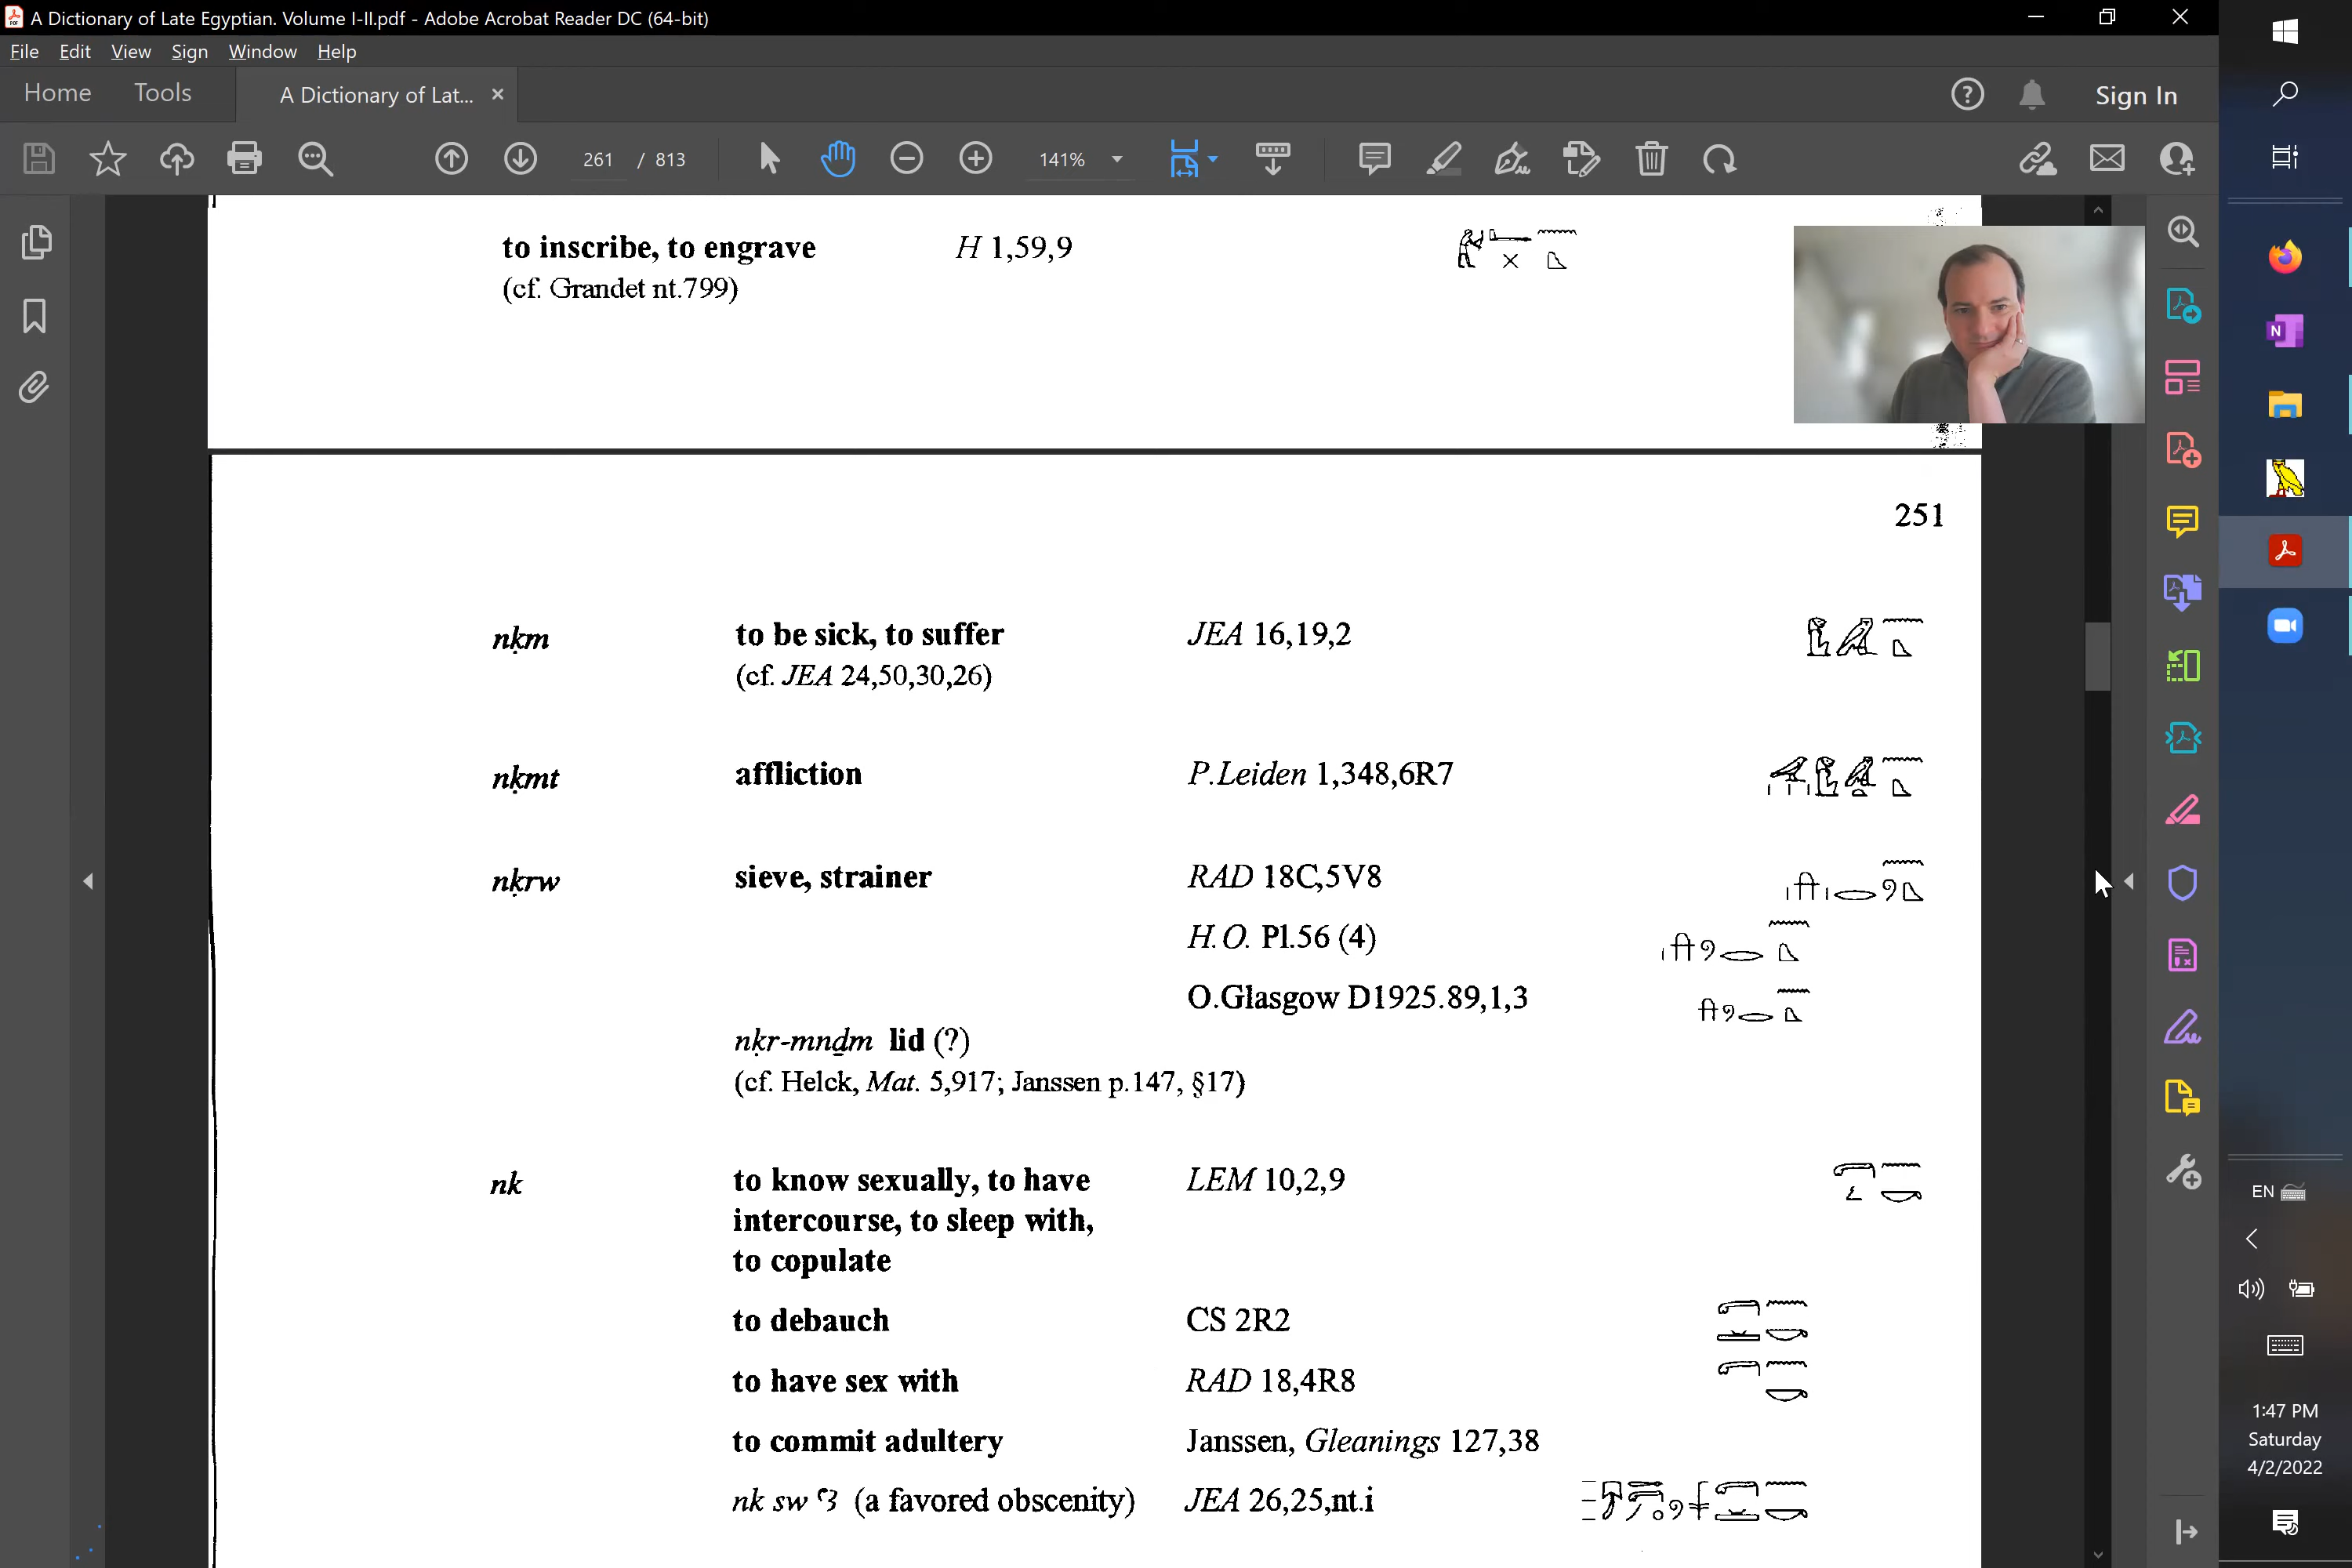 A Dictionary of Late Egyptian. Volume I-II.pdf - Adobe Acrobat Reader DC (64-bit)
File Edit View Sign Window Help
Home Tools A Dictionary of Lat... × Sign In
261 / 813 141%
to inscribe, to engrave H 1,59,9
(cf. Grandet nt.799)
251
nḳm to be sick, to suffer JEA 16,19,2
(cf. JEA 24,50,30,26)
nḳmt affliction P.Leiden 1,348,6R7
nḳrw sieve, strainer RAD 18C,5V8
H.O. Pl.56 (4)
O.Glasgow D1925.89,1,3
nḳr-mnḏm lid (?)
(cf. Helck, Mat. 5,917; Janssen p.147, §17)
nk to know sexually, to have LEM 10,2,9
intercourse, to sleep with,
to copulate
to debauch CS 2R2
to have sex with RAD 18,4R8
to commit adultery Janssen, Gleanings 127,38
nk sw ꜥꜣ (a favored obscenity) JEA 26,25,nt.i
EN
1:47 PM
Saturday
4/2/2022